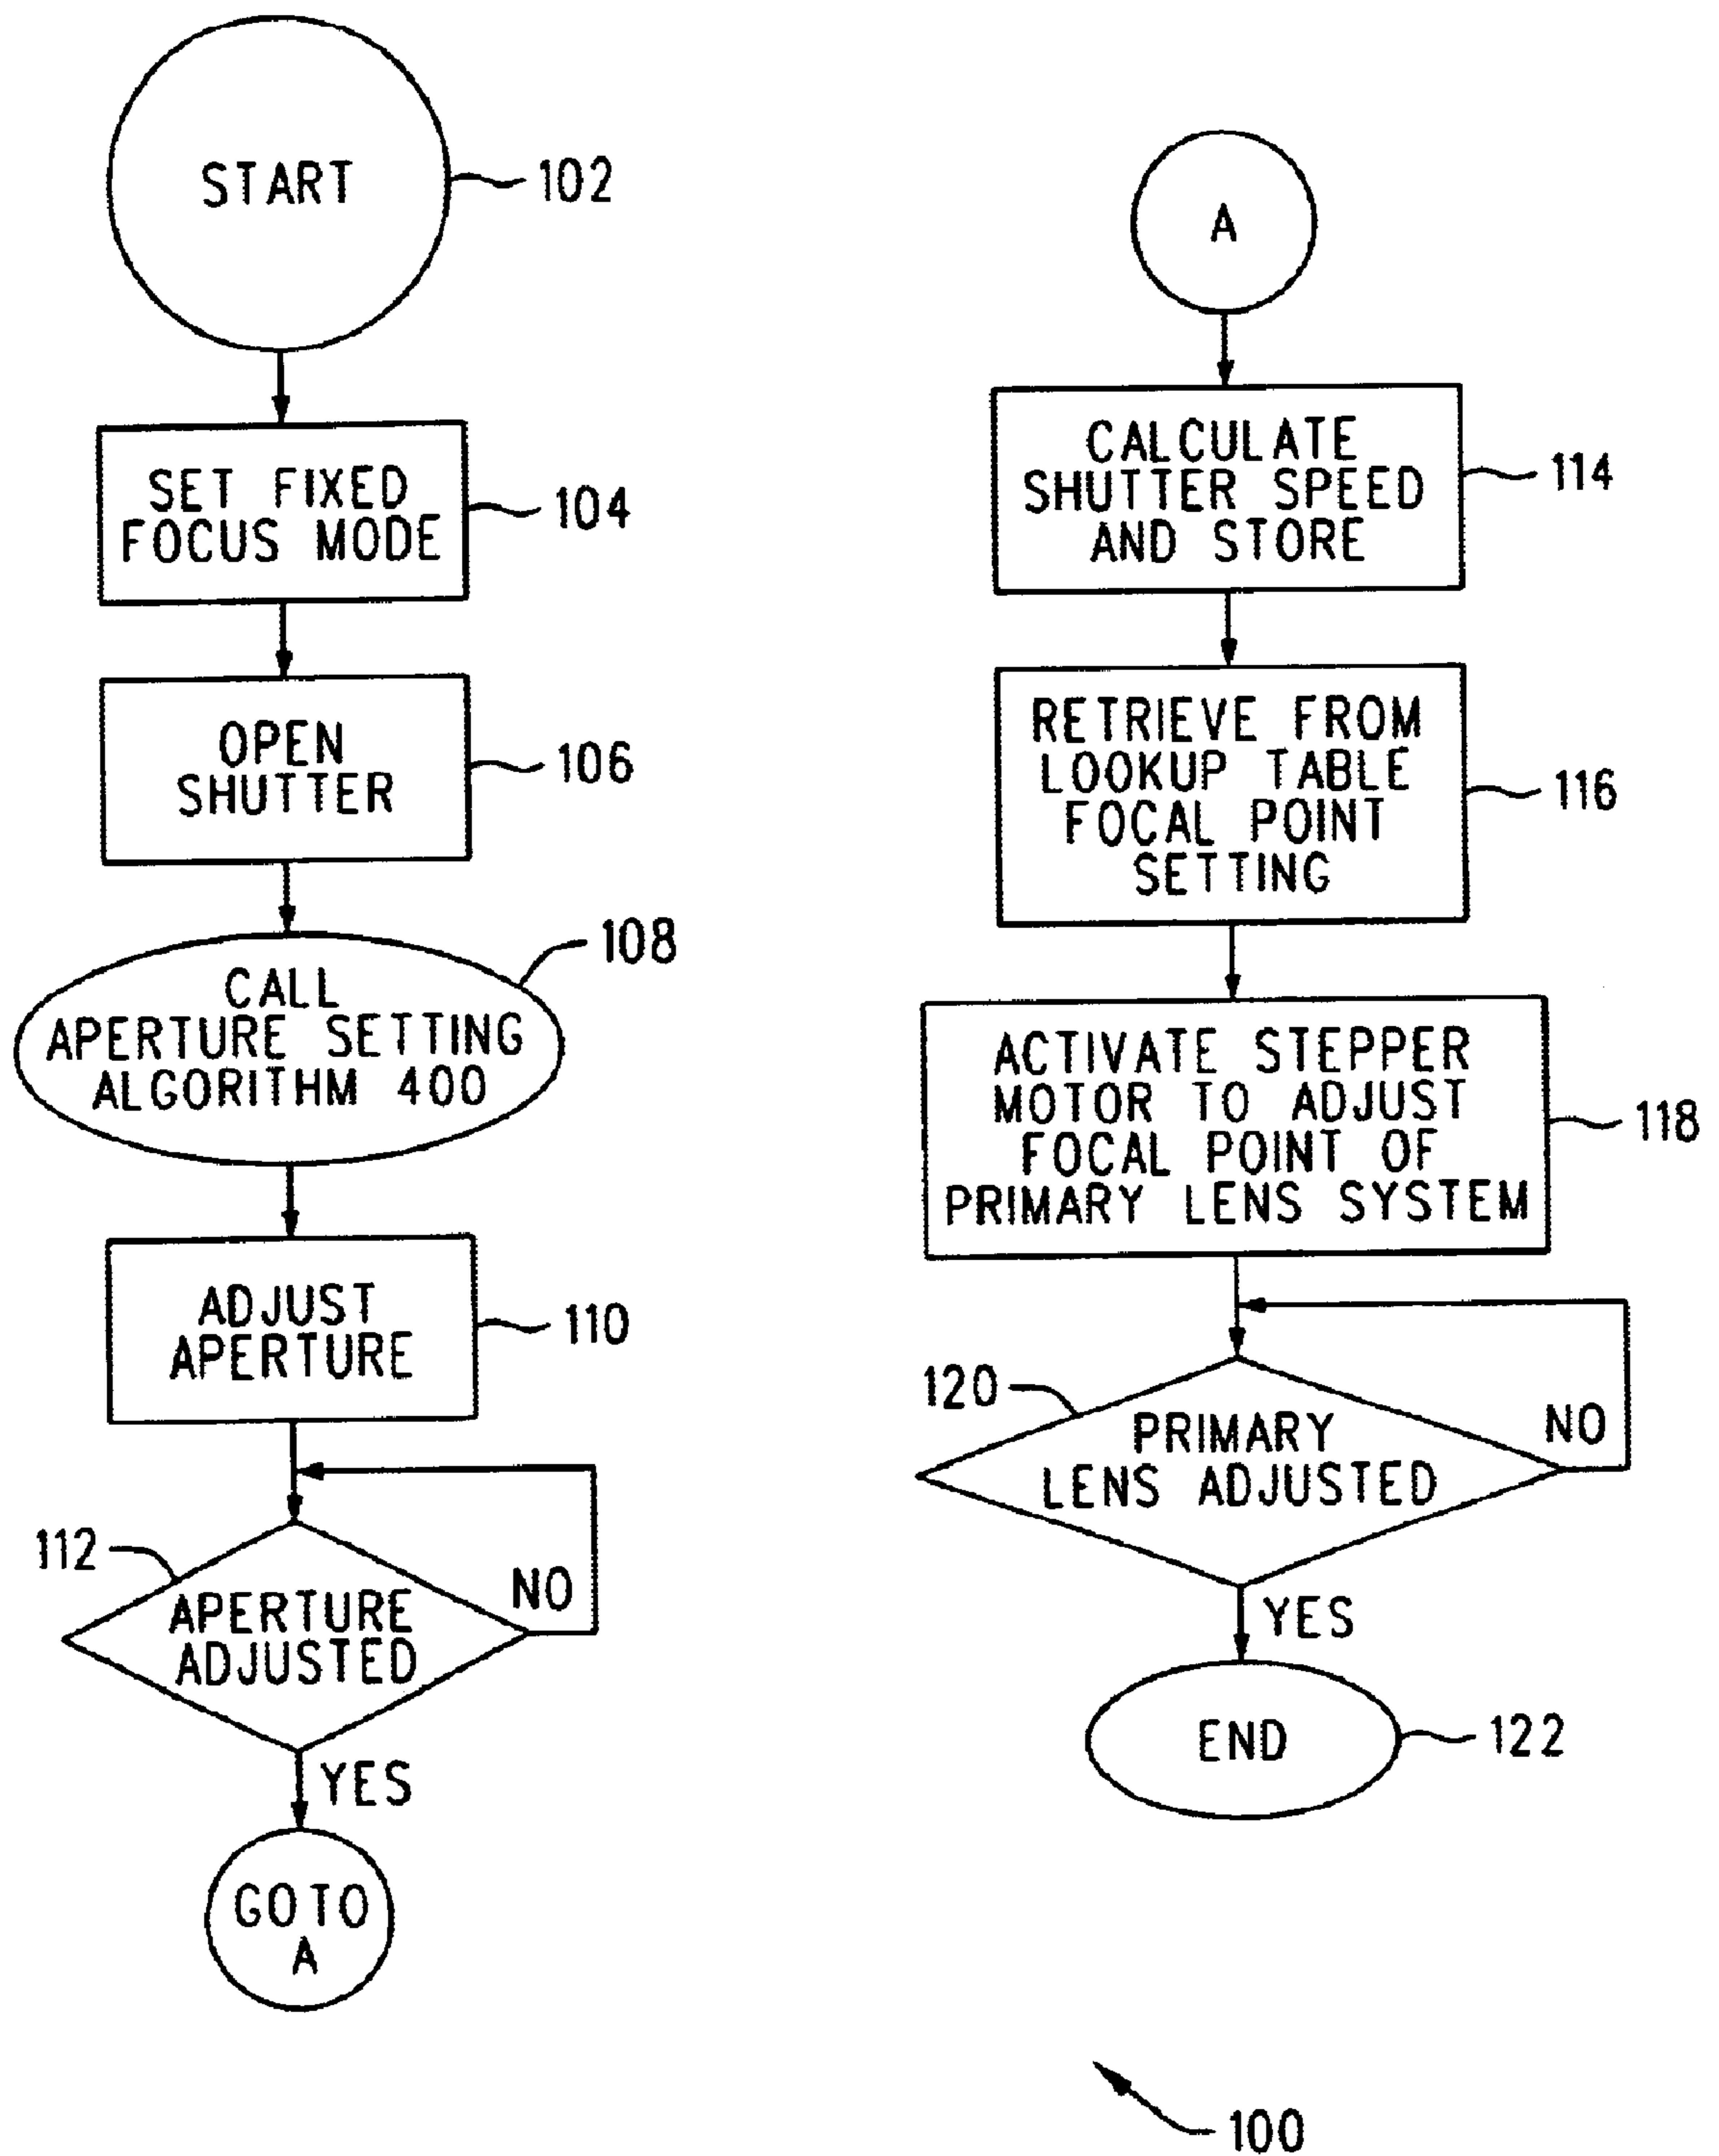 START
102
SET FIXED
FOCUS MODE
104
OPEN
SHUTTER
106
108
CALL
APERTURE SETTING
ALGORITHM 400
ADJUST
APERTURE
110
112
APERTURE
ADJUSTED
NO
YES
GO TO
A
A
CALCULATE
SHUTTER SPEED
AND STORE
114
RETRIEVE FROM
LOOKUP TABLE
FOCAL POINT
SETTING
116
ACTIVATE STEPPER
MOTOR TO ADJUST
FOCAL POINT OF
PRIMARY LENS SYSTEM
118
120
PRIMARY
LENS ADJUSTED
NO
YES
END
122
100